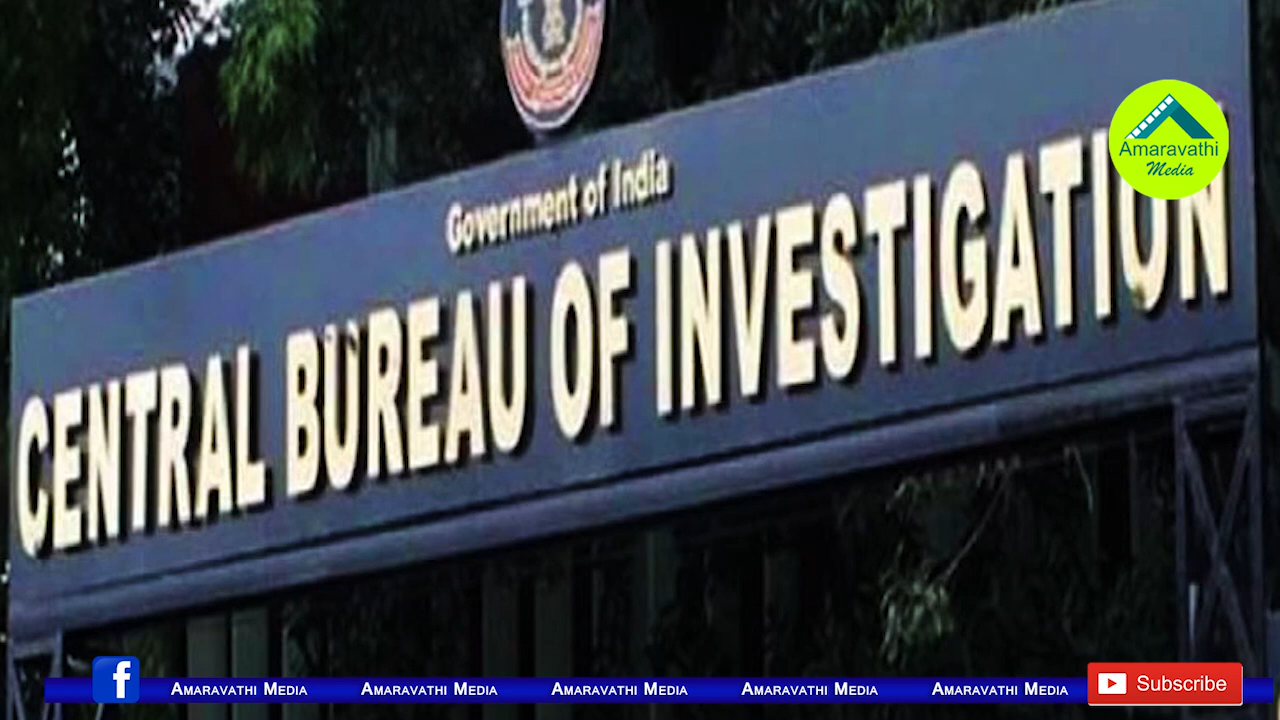 Government of India
CENTRAL BUREAU OF INVESTIGATION
Amaravathi
Media
f
AMARAVATHI MEDIA AMARAVATHI MEDIA AMARAVATHI MEDIA AMARAVATHI MEDIA AMARAVATHI MEDIA
Subscribe